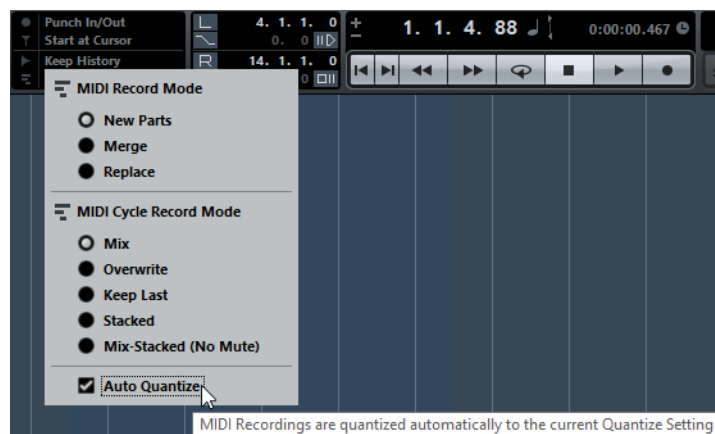 Punch In/Out
Start at Cursor
Keep History
L 4. 1. 1. 0
0. 0
R 14. 1. 1. 0
0
1. 1. 4. 88
0:00:00.467
MIDI Record Mode
New Parts
Merge
Replace
MIDI Cycle Record Mode
Mix
Overwrite
Keep Last
Stacked
Mix-Stacked (No Mute)
Auto Quantize
MIDI Recordings are quantized automatically to the current Quantize Setting